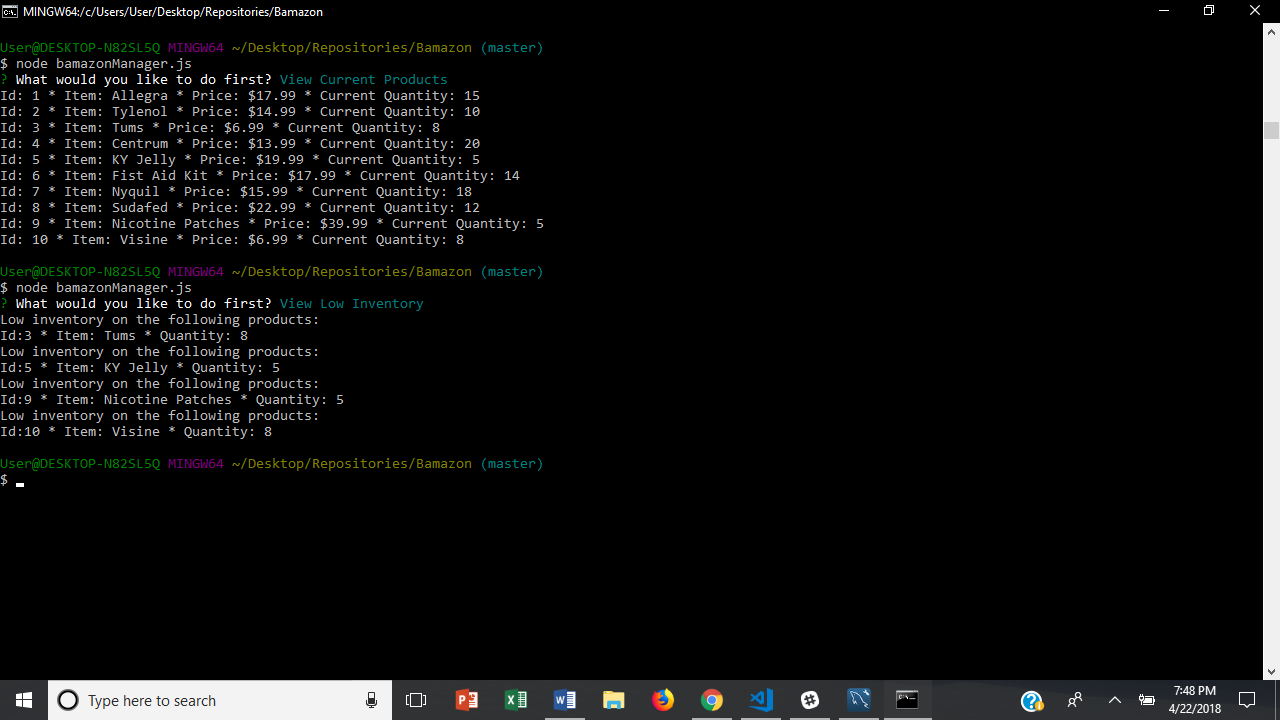 MINGW64:/c/Users/User/Desktop/Repositories/Bamazon
User@DESKTOP-N82SL5Q MINGW64 ~/Desktop/Repositories/Bamazon (master)
$ node bamazonManager.js
? What would you like to do first? View Current Products
Id: 1 * Item: Allegra * Price: $17.99 * Current Quantity: 15
Id: 2 * Item: Tylenol * Price: $14.99 * Current Quantity: 10
Id: 3 * Item: Tums * Price: $6.99 * Current Quantity: 8
Id: 4 * Item: Centrum * Price: $13.99 * Current Quantity: 20
Id: 5 * Item: KY Jelly * Price: $19.99 * Current Quantity: 5
Id: 6 * Item: Fist Aid Kit * Price: $17.99 * Current Quantity: 14
Id: 7 * Item: Nyquil * Price: $15.99 * Current Quantity: 18
Id: 8 * Item: Sudafed * Price: $22.99 * Current Quantity: 12
Id: 9 * Item: Nicotine Patches * Price: $39.99 * Current Quantity: 5
Id: 10 * Item: Visine * Price: $6.99 * Current Quantity: 8
User@DESKTOP-N82SL5Q MINGW64 ~/Desktop/Repositories/Bamazon (master)
$ node bamazonManager.js
? What would you like to do first? View Low Inventory
Low inventory on the following products:
Id:3 * Item: Tums * Quantity: 8
Low inventory on the following products:
Id:5 * Item: KY Jelly * Quantity: 5
Low inventory on the following products:
Id:9 * Item: Nicotine Patches * Quantity: 5
Low inventory on the following products:
Id:10 * Item: Visine * Quantity: 8
User@DESKTOP-N82SL5Q MINGW64 ~/Desktop/Repositories/Bamazon (master)
$
Type here to search
7:48 PM
4/22/2018